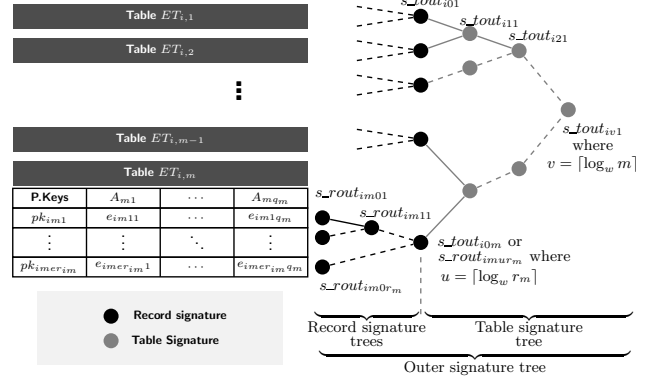 Table ET_{i,1}
Table ET_{i,2}
⋮
Table ET_{i,m−1}
Table ET_{i,m}
P.Keys A_{m1} ⋯ A_{mq_m}
pk_{im1} e_{im11} ⋯ e_{im1q_m}
⋮ ⋮ ⋱ ⋮
pk_{imer_{im}} e_{imer_{im}1} ⋯ e_{imer_{im}q_m}
Record signature
Table Signature
s_tout_{i01}
s_tout_{i11}
s_tout_{i21}
s_tout_{iv1}
where
v = ⌈log_w m⌉
s_rout_{im01}
s_rout_{im11}
s_tout_{i0m} or
s_rout_{imur_m} where
u = ⌈log_w r_m⌉
s_rout_{im0r_m}
Record signature
trees
Table signature
tree
Outer signature tree